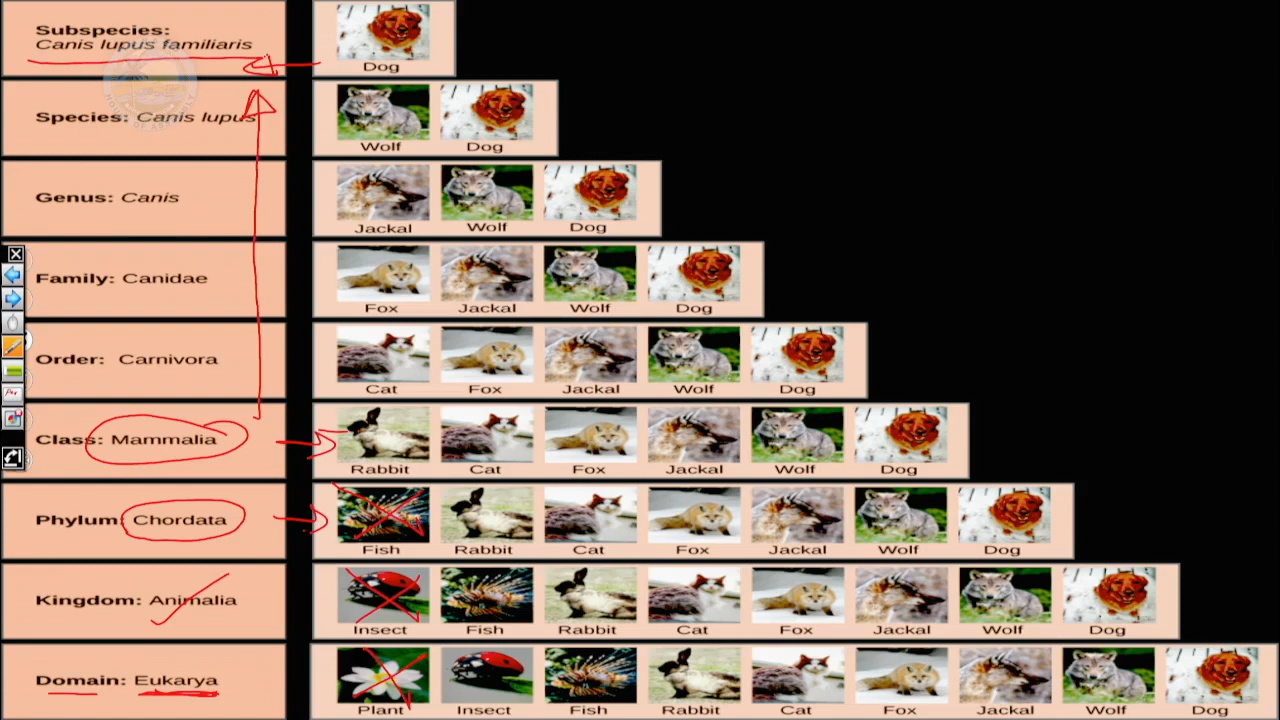 Subspecies:
Canis lupus familiaris
Dog
Species: Canis lupus
Wolf Dog
Genus: Canis
Jackal Wolf Dog
Family: Canidae
Fox Jackal Wolf Dog
Order: Carnivora
Cat Fox Jackal Wolf Dog
Class: Mammalia
Rabbit Cat Fox Jackal Wolf Dog
Phylum: Chordata
Fish Rabbit Cat Fox Jackal Wolf Dog
Kingdom: Animalia
Insect Fish Rabbit Cat Fox Jackal Wolf Dog
Domain: Eukarya
Plant Insect Fish Rabbit Cat Fox Jackal Wolf Dog